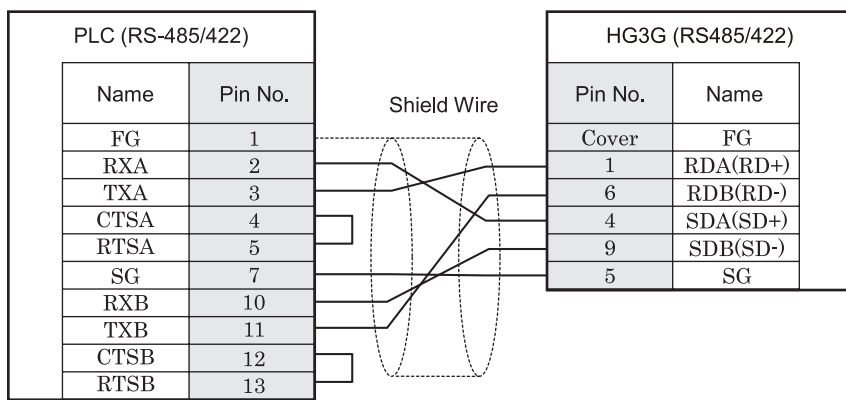 PLC (RS-485/422)
Name Pin No.
FG 1
RXA 2
TXA 3
CTSA 4
RTSA 5
SG 7
RXB 10
TXB 11
CTSB 12
RTSB 13
Shield Wire
HG3G (RS485/422)
Pin No. Name
Cover FG
1 RDA(RD+)
6 RDB(RD-)
4 SDA(SD+)
9 SDB(SD-)
5 SG